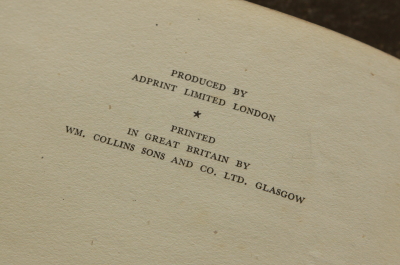 PRODUCED BY
ADPRINT LIMITED LONDON
★
PRINTED
IN GREAT BRITAIN BY
WM. COLLINS SONS AND CO. LTD. GLASGOW